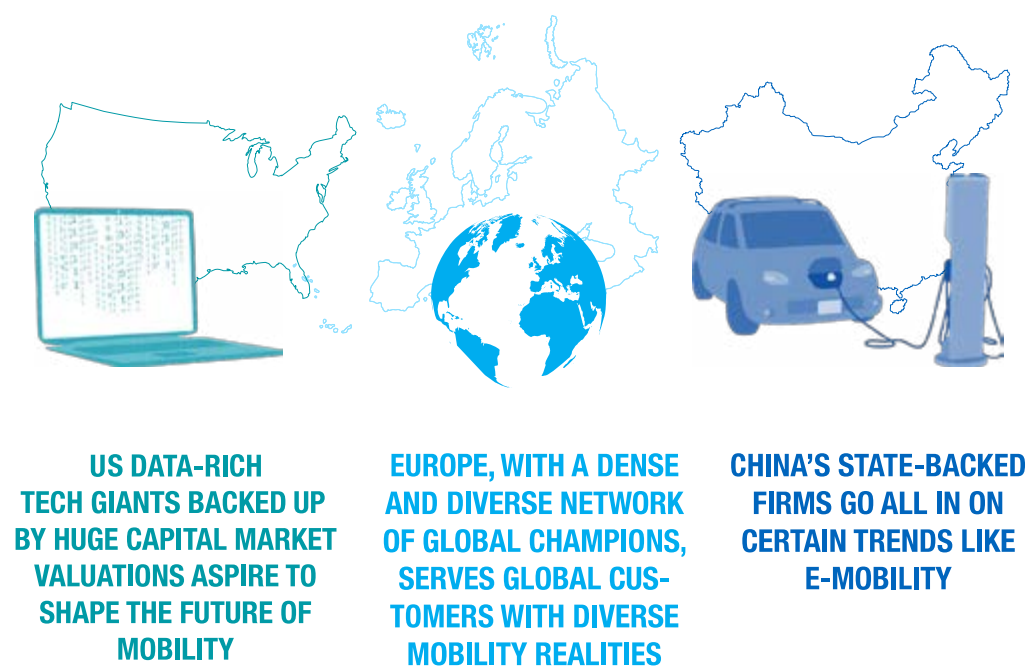 US DATA-RICH
TECH GIANTS BACKED UP
BY HUGE CAPITAL MARKET
VALUATIONS ASPIRE TO
SHAPE THE FUTURE OF
MOBILITY
EUROPE, WITH A DENSE
AND DIVERSE NETWORK
OF GLOBAL CHAMPIONS,
SERVES GLOBAL CUS-
TOMERS WITH DIVERSE
MOBILITY REALITIES
CHINA'S STATE-BACKED
FIRMS GO ALL IN ON
CERTAIN TRENDS LIKE
E-MOBILITY